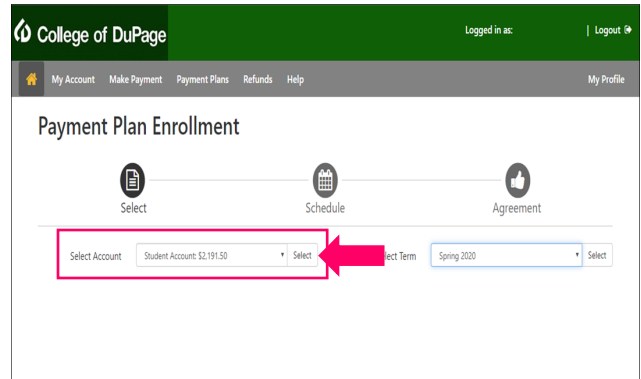 College of DuPage
Logged in as:
| Logout
My Account Make Payment Payment Plans Refunds Help My Profile
Payment Plan Enrollment
Select Schedule Agreement
Select Account Student Account: $2,191.50 Select lect Term Spring 2020 Select